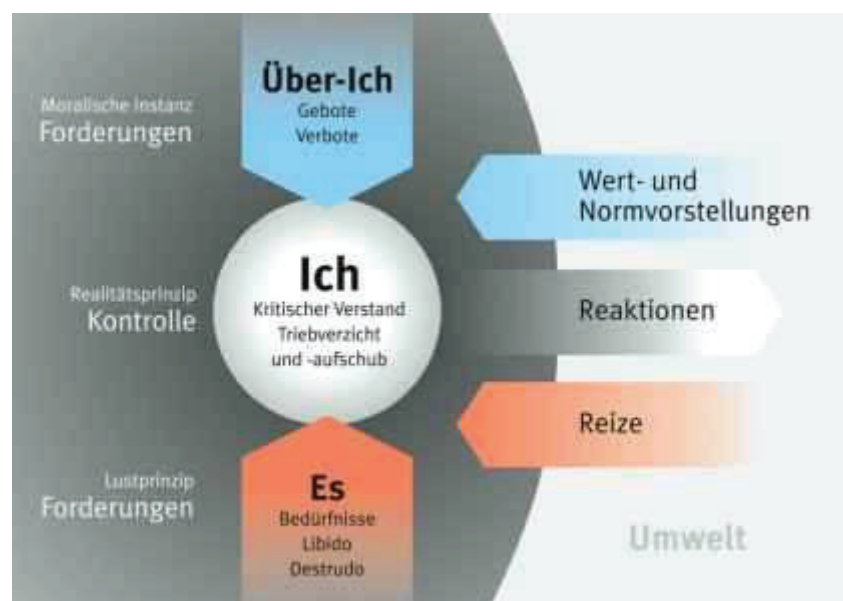 Über-Ich
Gebote
Verbote
Moralische Instanz
Forderungen
Wert- und
Normvorstellungen
Ich
Kritischer Verstand
Triebverzicht
und -aufschub
Realitätsprinzip
Kontrolle
Reaktionen
Reize
Es
Bedürfnisse
Libido
Destrudo
Lustprinzip
Forderungen
Umwelt